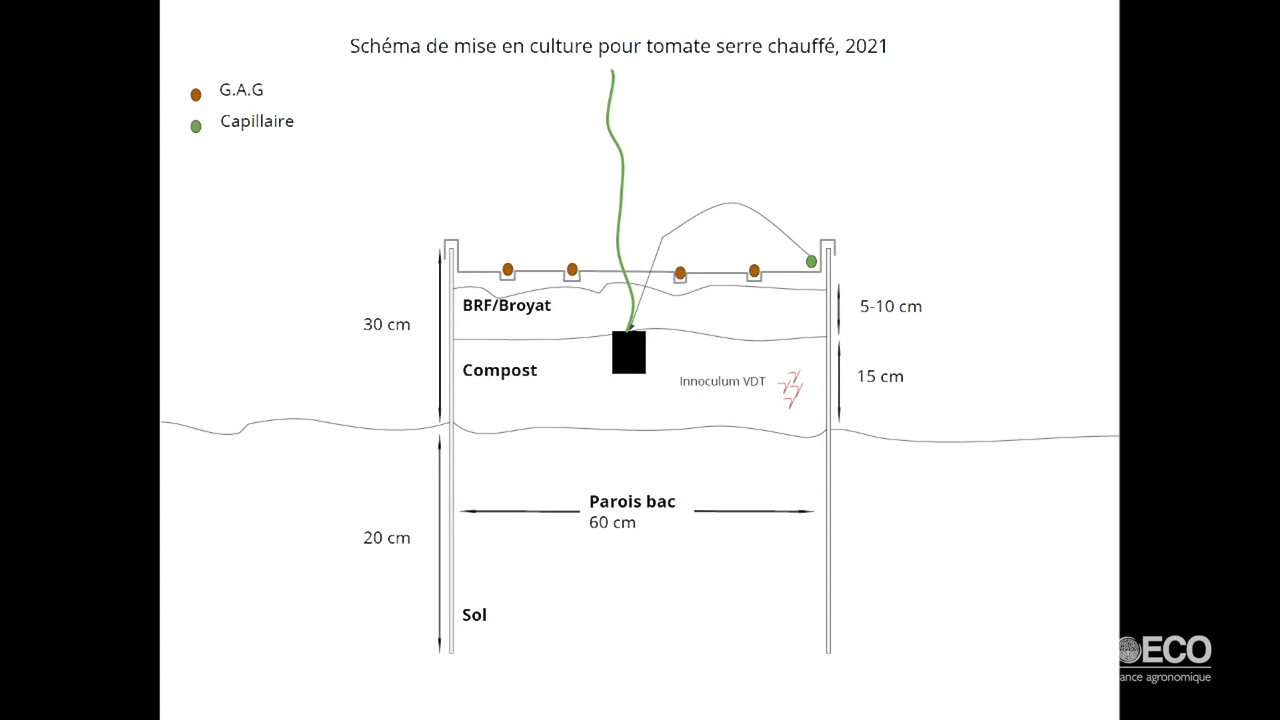 Schéma de mise en culture pour tomate serre chauffé, 2021
G.A.G
Capillaire
BRF/Broyat
5-10 cm
30 cm
Compost
Innoculum VDT
15 cm
Parois bac
60 cm
20 cm
Sol
ECO
ance agronomique